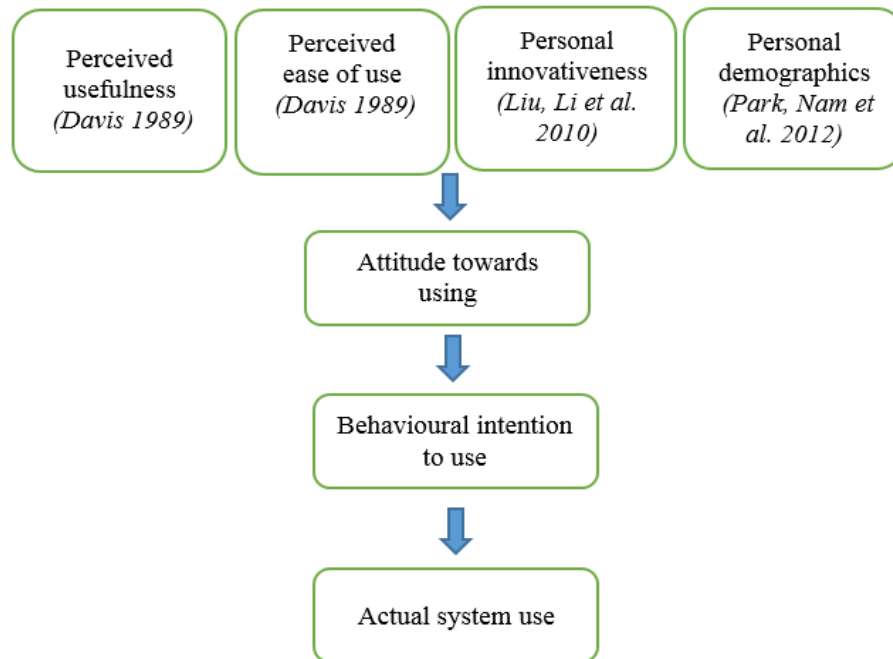 Perceived
usefulness
(Davis 1989)
Perceived
ease of use
(Davis 1989)
Personal
innovativeness
(Liu, Li et al.
2010)
Personal
demographics
(Park, Nam et
al. 2012)
Attitude towards
using
Behavioural intention
to use
Actual system use